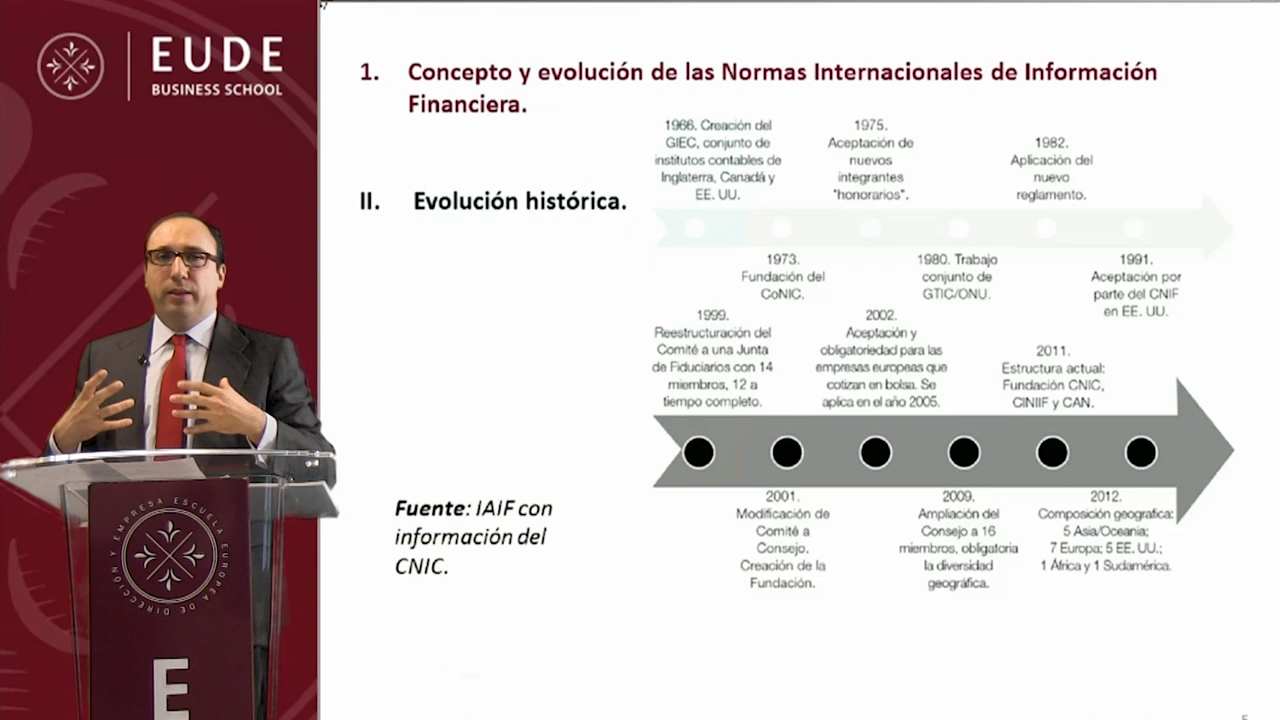 EUDE
BUSINESS SCHOOL
1. Concepto y evolución de las Normas Internacionales de Información
Financiera.
II. Evolución histórica.
1966. Creación del
GIEC, conjunto de
institutos contables de
Inglaterra, Canadá y
EE. UU.
1975.
Aceptación de
nuevos
integrantes
"honorarios".
1982.
Aplicación del
nuevo
reglamento.
1973.
Fundación del
CoNIC.
1980. Trabajo
conjunto de
GTIC/ONU.
1991.
Aceptación por
parte del CNIF
en EE. UU.
1999.
Reestructuración del
Comité a una Junta
de Fiduciarios con 14
miembros, 12 a
tiempo completo.
2002.
Aceptación y
obligatoriedad para las
empresas europeas que
cotizan en bolsa. Se
aplica en el año 2005.
2011.
Estructura actual:
Fundación CNIC,
CINIIF y CAN.
2001.
Modificación de
Comité a
Consejo.
Creación de la
Fundación.
2009.
Ampliación del
Consejo a 16
miembros, obligatoria
la diversidad
geográfica.
2012.
Composición geografica:
5 Asia/Oceania;
7 Europa; 5 EE. UU.;
1 África y 1 Sudamérica.
Fuente: IAIF con
información del
CNIC.
ESCUELA EUROPEA DE DIRECCIÓN Y EMPRESA
E